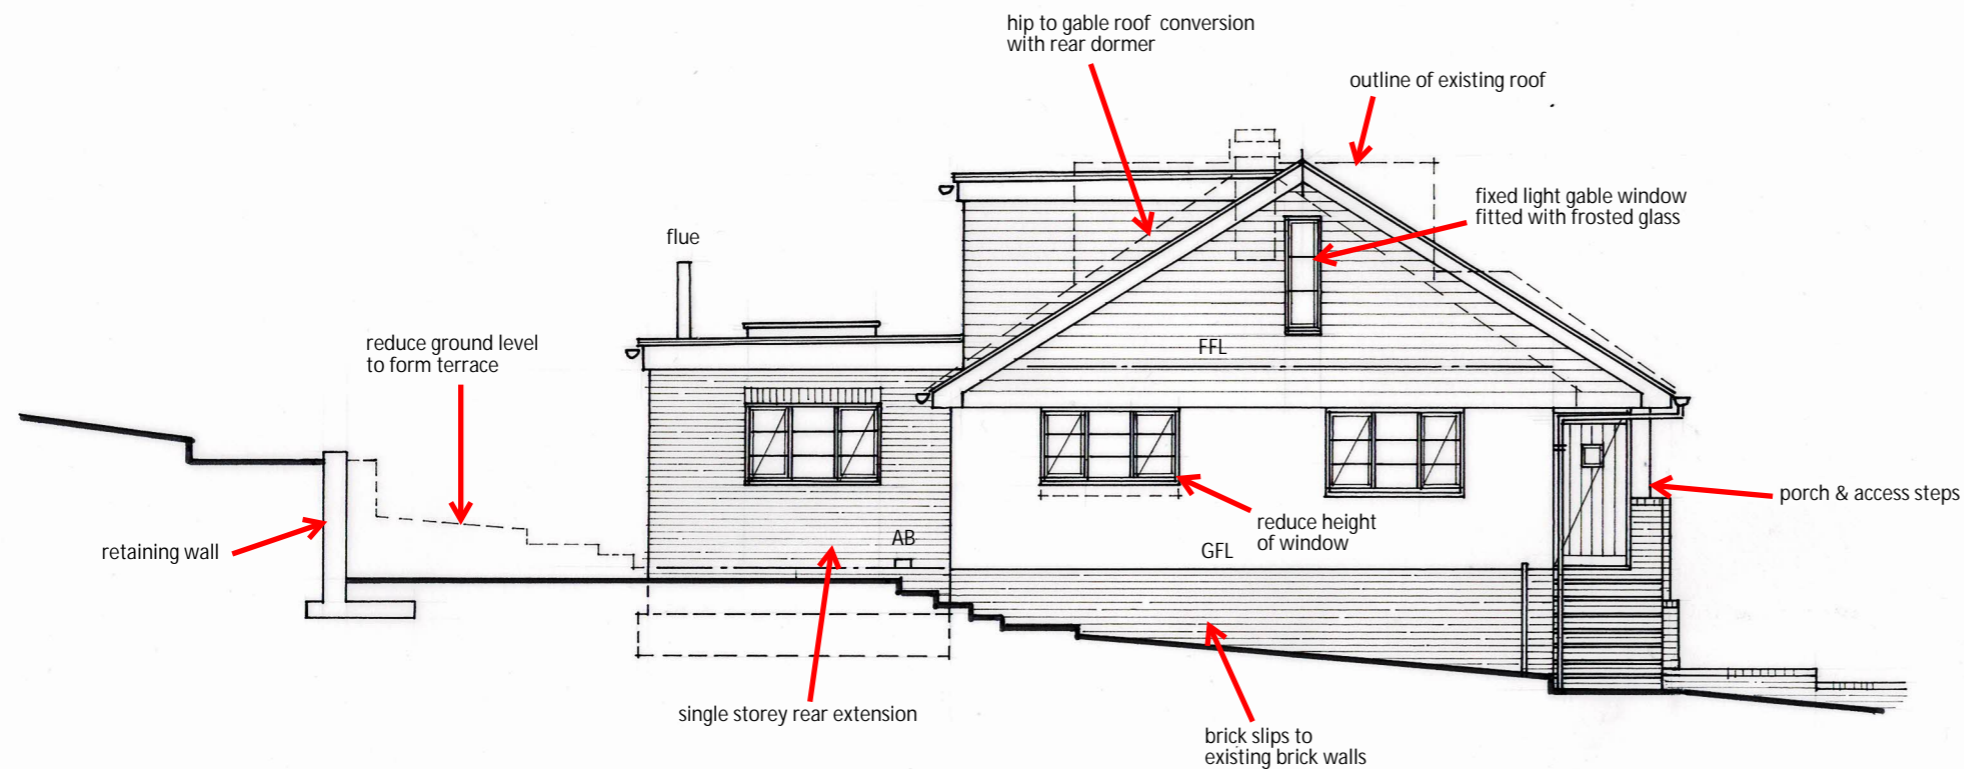 hip to gable roof conversion
with rear dormer
outline of existing roof
fixed light gable window
fitted with frosted glass
flue
reduce ground level
to form terrace
FFL
porch & access steps
reduce height
of window
AB
GFL
retaining wall
single storey rear extension
brick slips to
existing brick walls